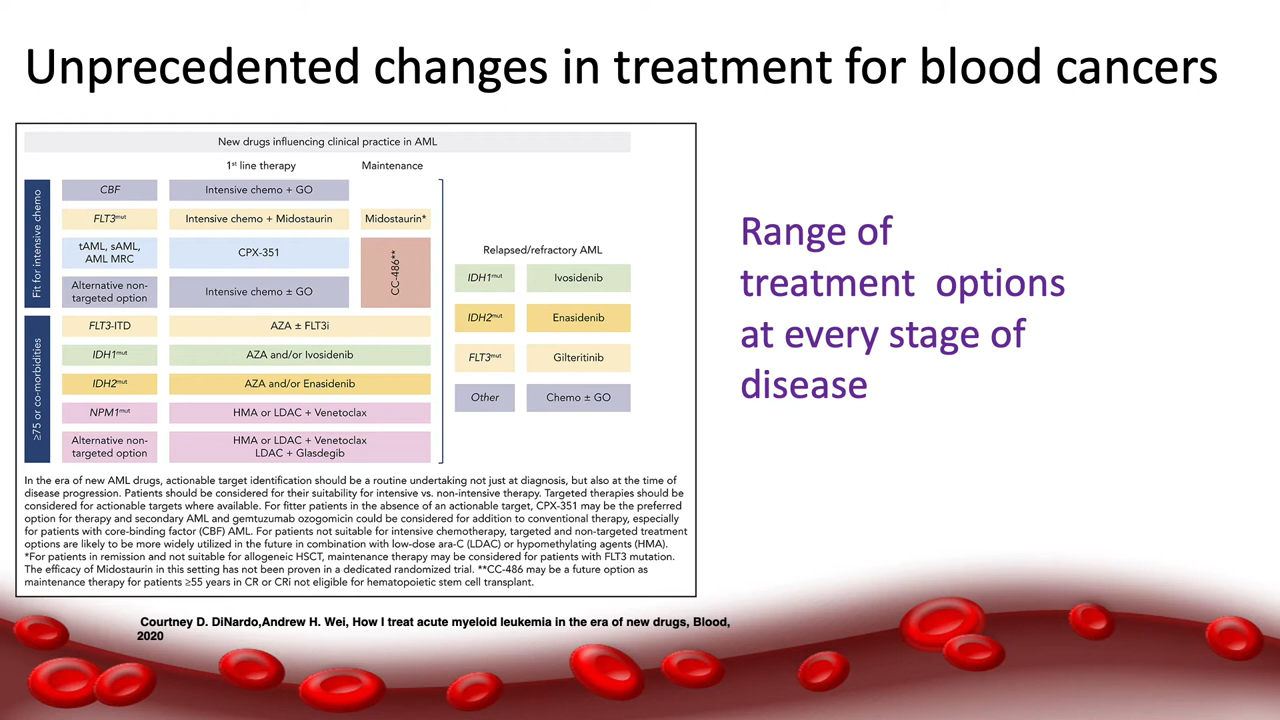 Unprecedented changes in treatment for blood cancers
New drugs influencing clinical practice in AML
1st line therapy
Maintenance
Fit for intensive chemo
CBF
Intensive chemo + GO
FLT3mut
Intensive chemo + Midostaurin
Midostaurin*
tAML, sAML,
AML MRC
CPX-351
CC-486**
Alternative non-
targeted option
Intensive chemo ± GO
≥75 or co-morbidities
FLT3-ITD
AZA ± FLT3i
IDH1mut
AZA and/or Ivosidenib
IDH2mut
AZA and/or Enasidenib
NPM1mut
HMA or LDAC + Venetoclax
Alternative non-
targeted option
HMA or LDAC + Venetoclax
LDAC + Glasdegib
Relapsed/refractory AML
IDH1mut
Ivosidenib
IDH2mut
Enasidenib
FLT3mut
Gilteritinib
Other
Chemo ± GO
In the era of new AML drugs, actionable target identification should be a routine undertaking not just at diagnosis, but also at the time of
disease progression. Patients should be considered for their suitability for intensive vs. non-intensive therapy. Targeted therapies should be
considered for actionable targets where available. For fitter patients in the absence of an actionable target, CPX-351 may be the preferred
option for therapy and secondary AML and gemtuzumab ozogomicin could be considered for addition to conventional therapy, especially
for patients with core-binding factor (CBF) AML. For patients not suitable for intensive chemotherapy, targeted and non-targeted treatment
options are likely to be more widely utilized in the future in combination with low-dose ara-C (LDAC) or hypomethylating agents (HMA).
*For patients in remission and not suitable for allogeneic HSCT, maintenance therapy may be considered for patients with FLT3 mutation.
The efficacy of Midostaurin in this setting has not been proven in a dedicated randomized trial. **CC-486 may be a future option as
maintenance therapy for patients ≥55 years in CR or CRi not eligible for hematopoietic stem cell transplant.
Range of
treatment options
at every stage of
disease
Courtney D. DiNardo,Andrew H. Wei, How I treat acute myeloid leukemia in the era of new drugs, Blood,
2020